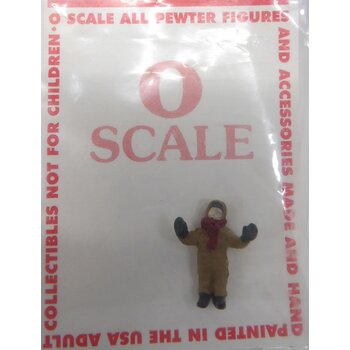 O SCALE ALL PEWTER FIGURES
AND ACCESSORIES MADE AND HAND
PAINTED IN THE USA ADULT
COLLECTIBLES NOT FOR CHILDREN·
O
SCALE